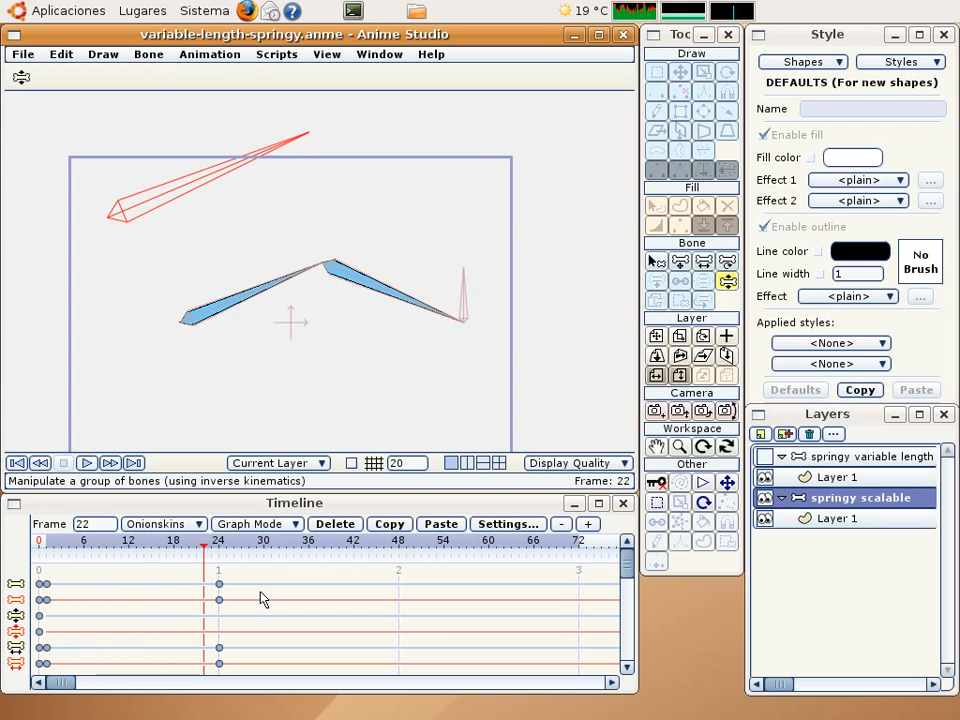 Aplicaciones Lugares Sistema ? 19 °C
variable-length-springy.anme - Anime Studio
File Edit Draw Bone Animation Scripts View Window Help
Current Layer 20 Display Quality
Manipulate a group of bones (using inverse kinematics) Frame: 22
Timeline
Frame 22 Onionskins Graph Mode Delete Copy Paste Settings... - +
0 6 12 18 24 30 36 42 48 54 60 66 72
0 1 2 3
Draw
Fill
Bone
Layer
Camera
Workspace
Other
Style
Shapes Styles
DEFAULTS (For new shapes)
Name
Enable fill
Fill color
Effect 1 <plain> ...
Effect 2 <plain> ...
Enable outline
Line color
No Brush
Line width 1
Effect <plain> ...
Applied styles:
<None>
<None>
Defaults Copy Paste
Layers
...
springy variable length
Layer 1
springy scalable
Layer 1